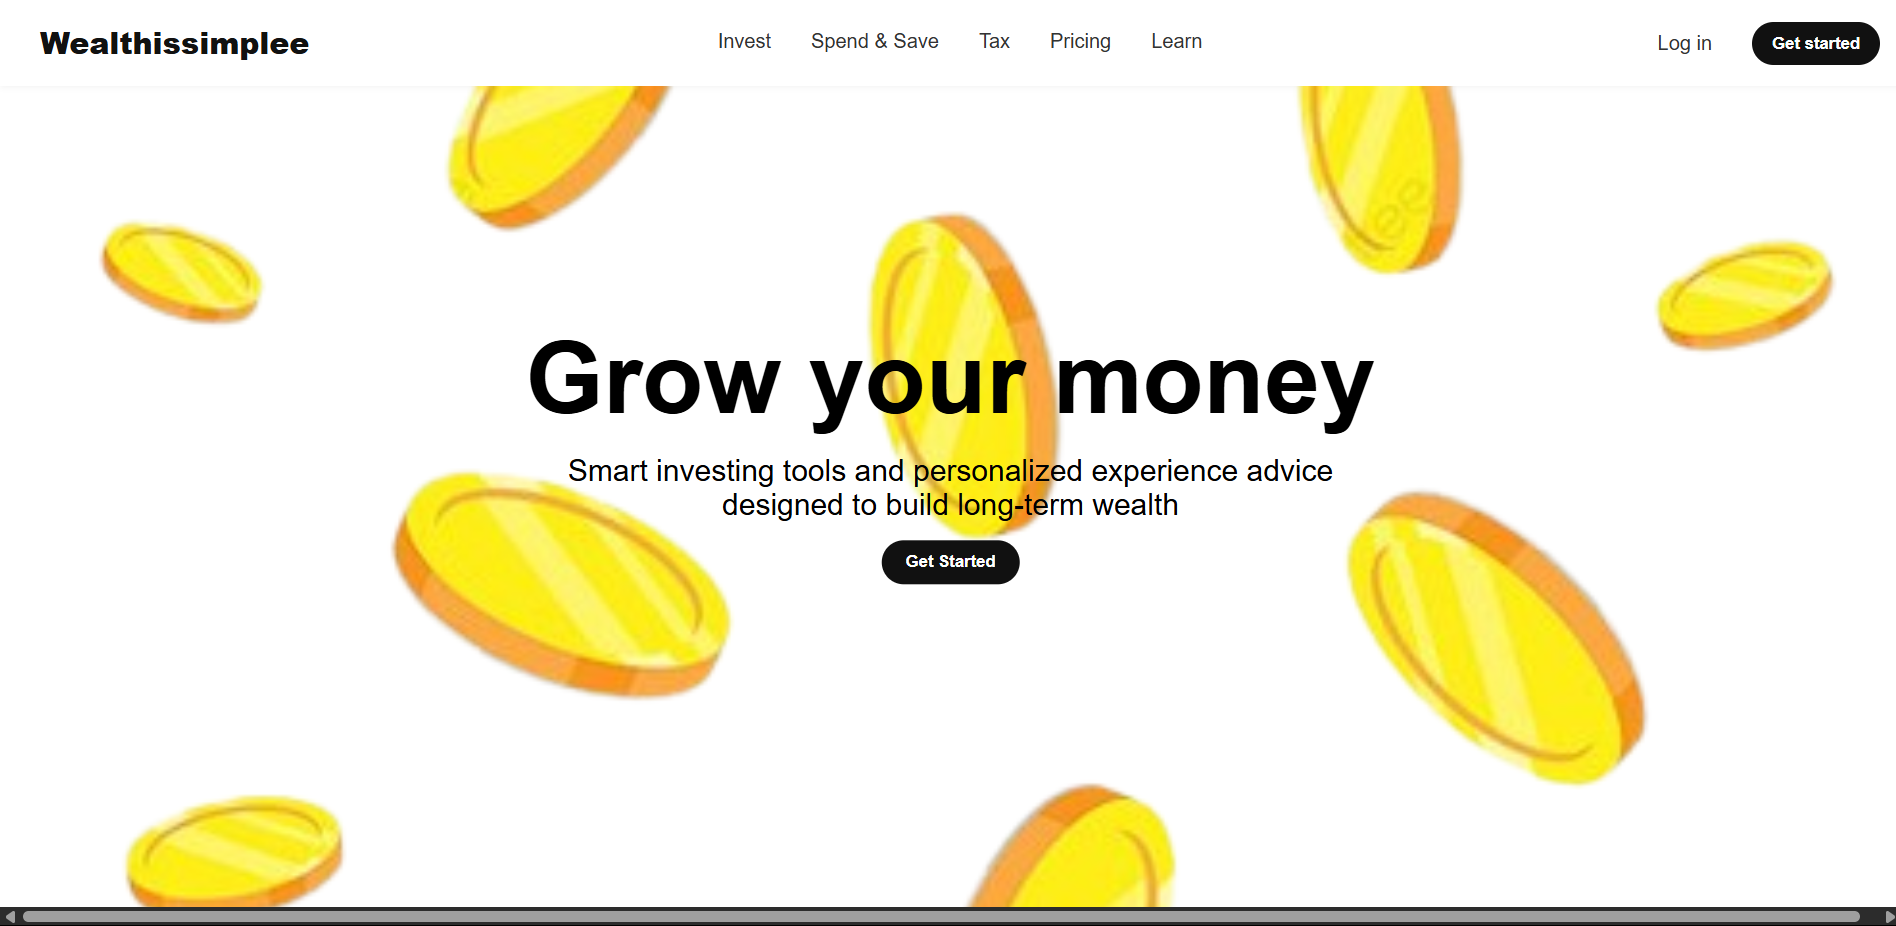 Wealthissimplee
Invest Spend & Save Tax Pricing Learn
Log in Get started
ee
Grow your money
Smart investing tools and personalized experience advice
designed to build long-term wealth
Get Started